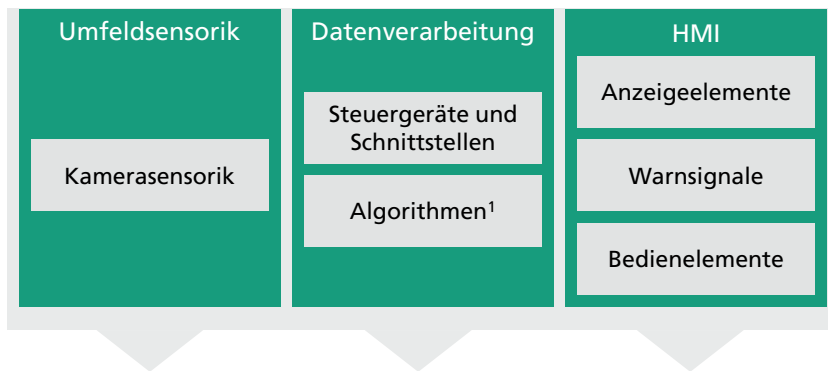 Umfeldsensorik
Kamerasensorik
Datenverarbeitung
Steuergeräte und
Schnittstellen
Algorithmen¹
HMI
Anzeigeelemente
Warnsignale
Bedienelemente